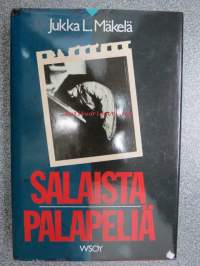 Jukka L. Mäkelä
SALAISTA
PALAPELIÄ
WSOY